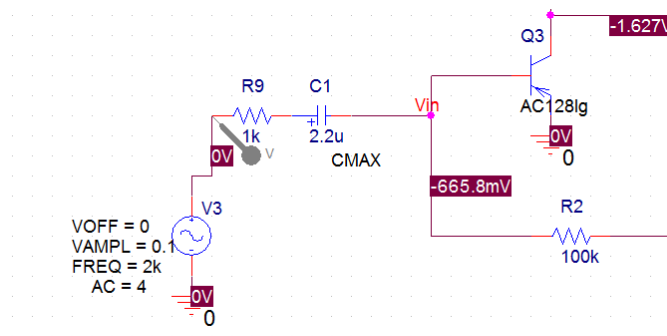 -1.627V
Q3
R9
C1
Vin
AC128lg
1k
2.2u
V
0V
0V
0
CMAX
-665.8mV
V3
R2
VOFF = 0
VAMPL = 0.1
FREQ = 2k
AC = 4
100k
0V
0